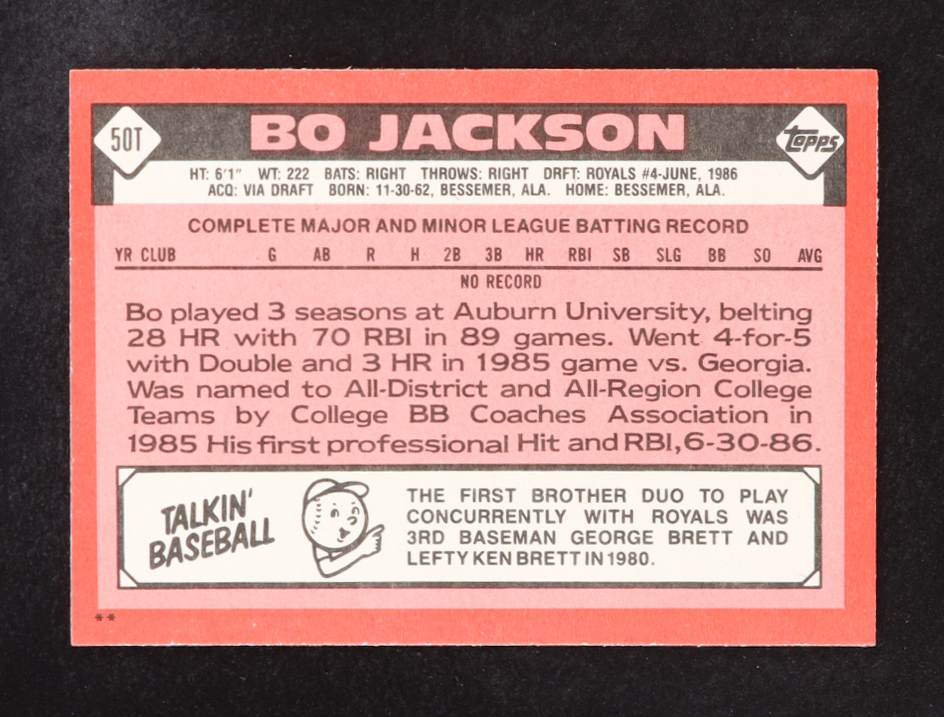 50T
BO JACKSON
Topps
HT: 6'1" WT: 222 BATS: RIGHT THROWS: RIGHT DRFT: ROYALS #4-JUNE, 1986
ACQ: VIA DRAFT BORN: 11-30-62, BESSEMER, ALA. HOME: BESSEMER, ALA.
COMPLETE MAJOR AND MINOR LEAGUE BATTING RECORD
YR CLUB G AB R H 2B 3B HR RBI SB SLG BB SO AVG
NO RECORD
Bo played 3 seasons at Auburn University, belting
28 HR with 70 RBI in 89 games. Went 4-for-5
with Double and 3 HR in 1985 game vs. Georgia.
Was named to All-District and All-Region College
Teams by College BB Coaches Association in
1985 His first professional Hit and RBI, 6-30-86.
TALKIN'
BASEBALL
THE FIRST BROTHER DUO TO PLAY
CONCURRENTLY WITH ROYALS WAS
3RD BASEMAN GEORGE BRETT AND
LEFTY KEN BRETT IN 1980.
**